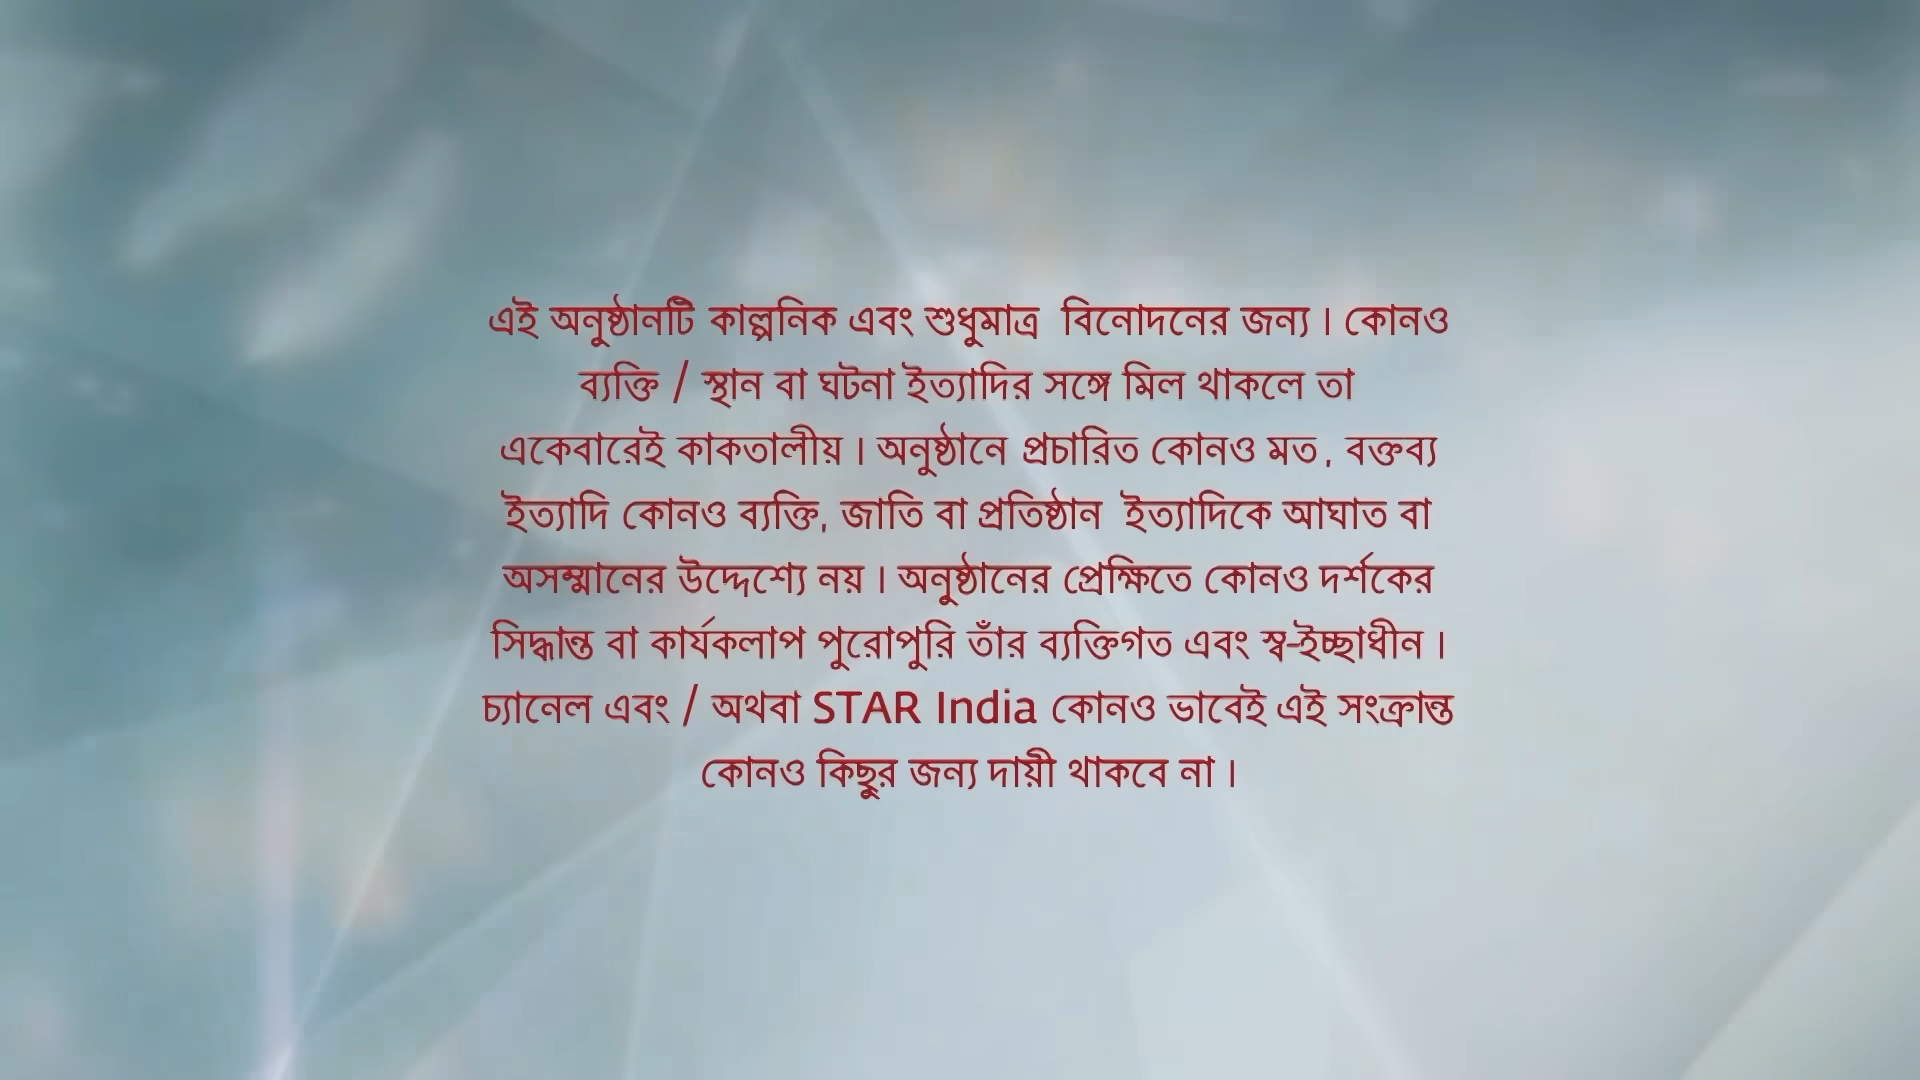 এই অনুষ্ঠানটি কাল্পনিক এবং শুধুমাত্র বিনোদনের জন্য । কোনও
ব্যক্তি / স্থান বা ঘটনা ইত্যাদির সঙ্গে মিল থাকলে তা
একেবারেই কাকতালীয় । অনুষ্ঠানে প্রচারিত কোনও মত , বক্তব্য
ইত্যাদি কোনও ব্যক্তি, জাতি বা প্রতিষ্ঠান ইত্যাদিকে আঘাত বা
অসম্মানের উদ্দেশ্যে নয় । অনুষ্ঠানের প্রেক্ষিতে কোনও দর্শকের
সিদ্ধান্ত বা কার্যকলাপ পুরোপুরি তাঁর ব্যক্তিগত এবং স্ব-ইচ্ছাধীন ।
চ্যানেল এবং / অথবা STAR India কোনও ভাবেই এই সংক্রান্ত
কোনও কিছুর জন্য দায়ী থাকবে না ।